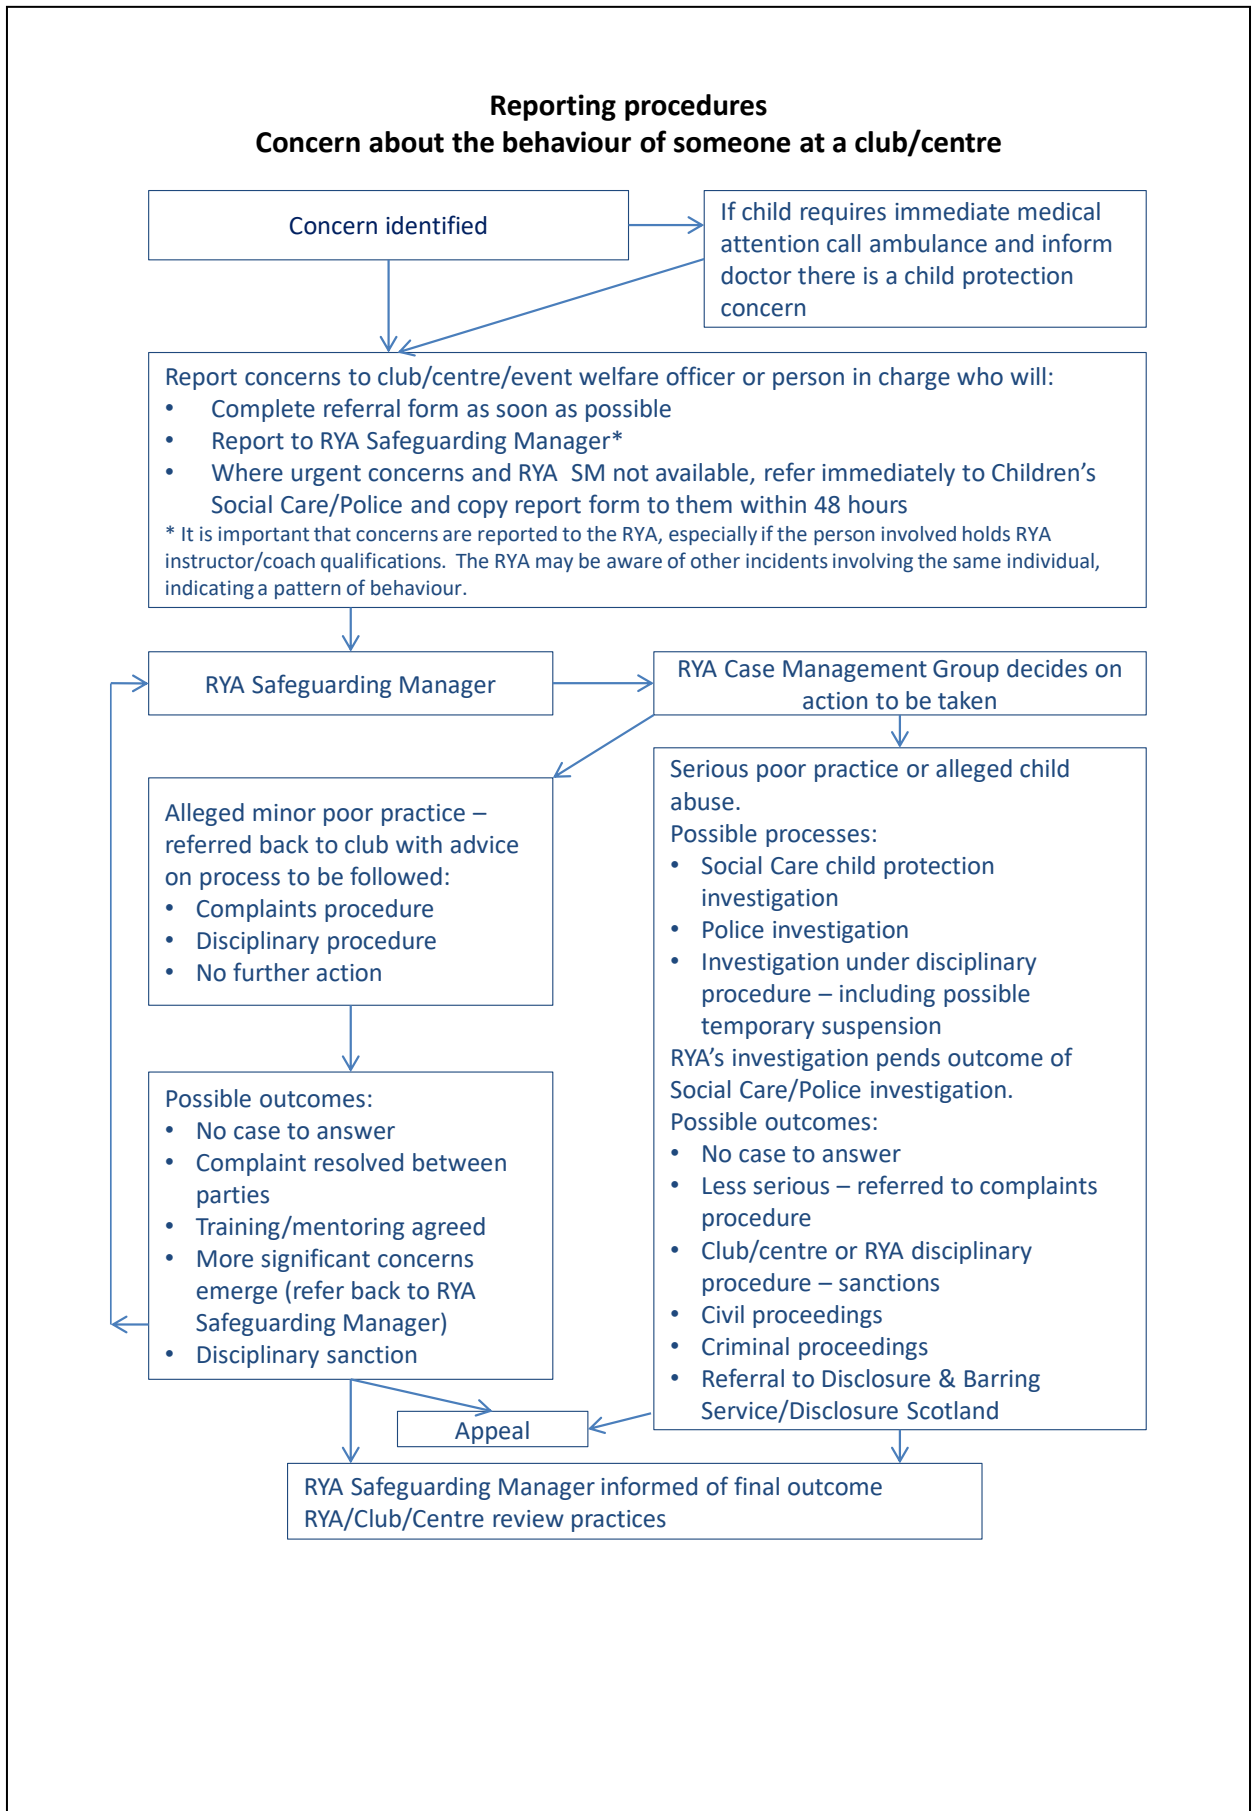 Reporting procedures
Concern about the behaviour of someone at a club/centre
Concern identified
If child requires immediate medical
attention call ambulance and inform
doctor there is a child protection
concern
Report concerns to club/centre/event welfare officer or person in charge who will:
• Complete referral form as soon as possible
• Report to RYA Safeguarding Manager*
• Where urgent concerns and RYA SM not available, refer immediately to Children’s
Social Care/Police and copy report form to them within 48 hours
* It is important that concerns are reported to the RYA, especially if the person involved holds RYA
instructor/coach qualifications. The RYA may be aware of other incidents involving the same individual,
indicating a pattern of behaviour.
RYA Safeguarding Manager
RYA Case Management Group decides on
action to be taken
Alleged minor poor practice –
referred back to club with advice
on process to be followed:
• Complaints procedure
• Disciplinary procedure
• No further action
Serious poor practice or alleged child
abuse.
Possible processes:
• Social Care child protection
investigation
• Police investigation
• Investigation under disciplinary
procedure – including possible
temporary suspension
RYA’s investigation pends outcome of
Social Care/Police investigation.
Possible outcomes:
• No case to answer
• Less serious – referred to complaints
procedure
• Club/centre or RYA disciplinary
procedure – sanctions
• Civil proceedings
• Criminal proceedings
• Referral to Disclosure & Barring
Service/Disclosure Scotland
Possible outcomes:
• No case to answer
• Complaint resolved between
parties
• Training/mentoring agreed
• More significant concerns
emerge (refer back to RYA
Safeguarding Manager)
• Disciplinary sanction
Appeal
RYA Safeguarding Manager informed of final outcome
RYA/Club/Centre review practices